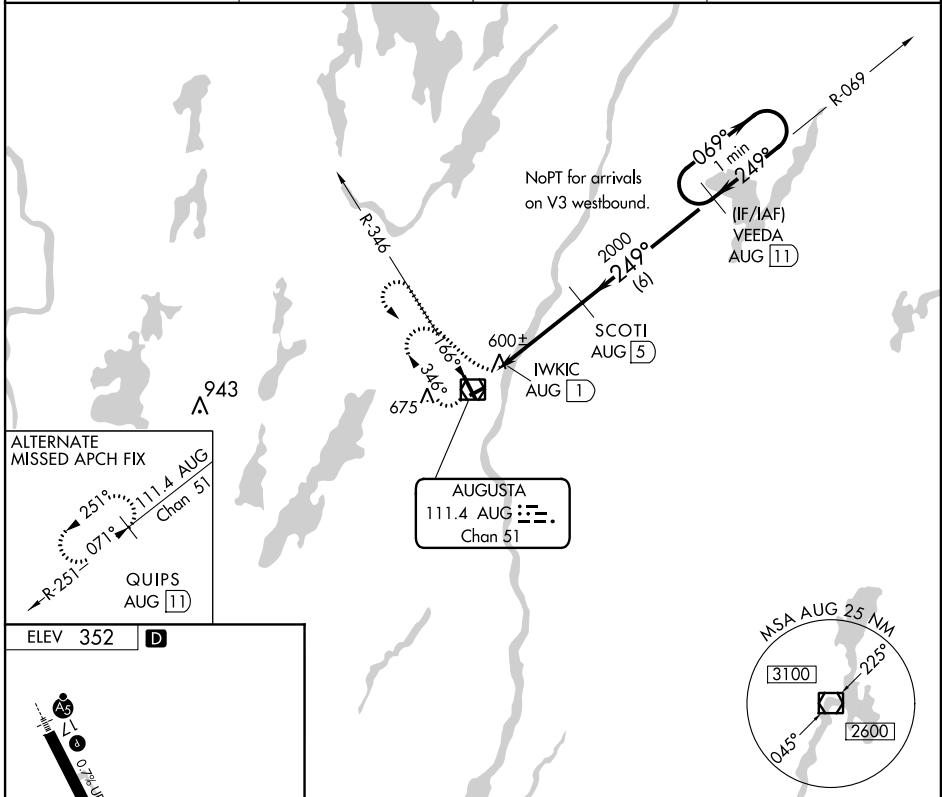 R-069
069°
1 min
249°
NoPT for arrivals
on V3 westbound.
(IF/IAF)
VEEDA
AUG 11
R-346
2000
249°
(6)
SCOTI
AUG 5
600±
IWKIC
AUG 1
166°
346°
675
943
ALTERNATE
MISSED APCH FIX
111.4 AUG
Chan 51
251°
071°
R-251
QUIPS
AUG 11
AUGUSTA
111.4 AUG
Chan 51
ELEV 352 D
MSA AUG 25 NM
3100
225°
045°
2600
A5
17